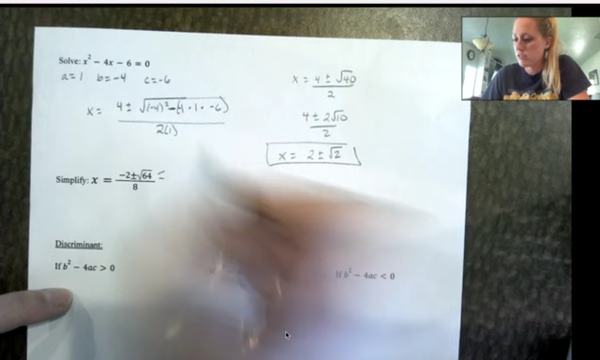 Solve: x² − 4x − 6 = 0
a=1 b=-4 c=-6
x= 4 ± √(-4)²-(4·1·-6) / 2(1)
x = 4 ± √40 / 2
4 ± 2√10 / 2
x = 2 ± √2
Simplify: x = −2±√64 / 8 =
Discriminant:
If b² − 4ac > 0
If b² − 4ac < 0